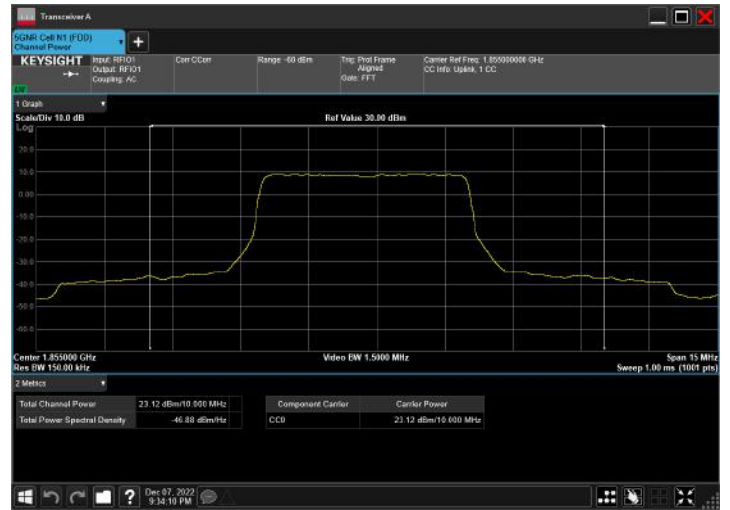 Transceiver A
5GNR Cell N1 (FDD)
Channel Power
KEYSIGHT
Input: RFIO1
Output: RFIO1
Coupling: AC
Corr CCorr
Range -60 dBm
Trig: Prot Frame
Aligned
Gate: FFT
Carrier Ref Freq: 1.855000000 GHz
CC Info: Uplink, 1 CC
1 Graph
Scale/Div 10.0 dB
Ref Value 30.00 dBm
Log
20.0
10.0
0.00
-10.0
-20.0
-30.0
-40.0
-50.0
-60.0
Center 1.855000 GHz
Video BW 1.5000 MHz
Span 15 MHz
Res BW 150.00 kHz
Sweep 1.00 ms (1001 pts)
2 Metrics
Total Channel Power 23.12 dBm/10.000 MHz
Total Power Spectral Density -46.88 dBm/Hz
Component Carrier Carrier Power
CC0 23.12 dBm/10.000 MHz
Dec 07, 2022
9:34:10 PM